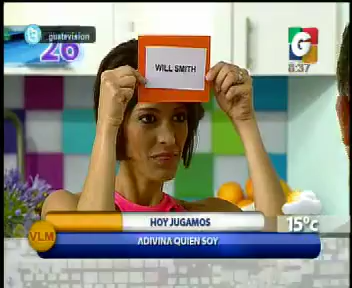 guatevision
26
G
8:37
WILL SMITH
HOY JUGAMOS
15°C
VLM
ADIVINA QUIEN SOY